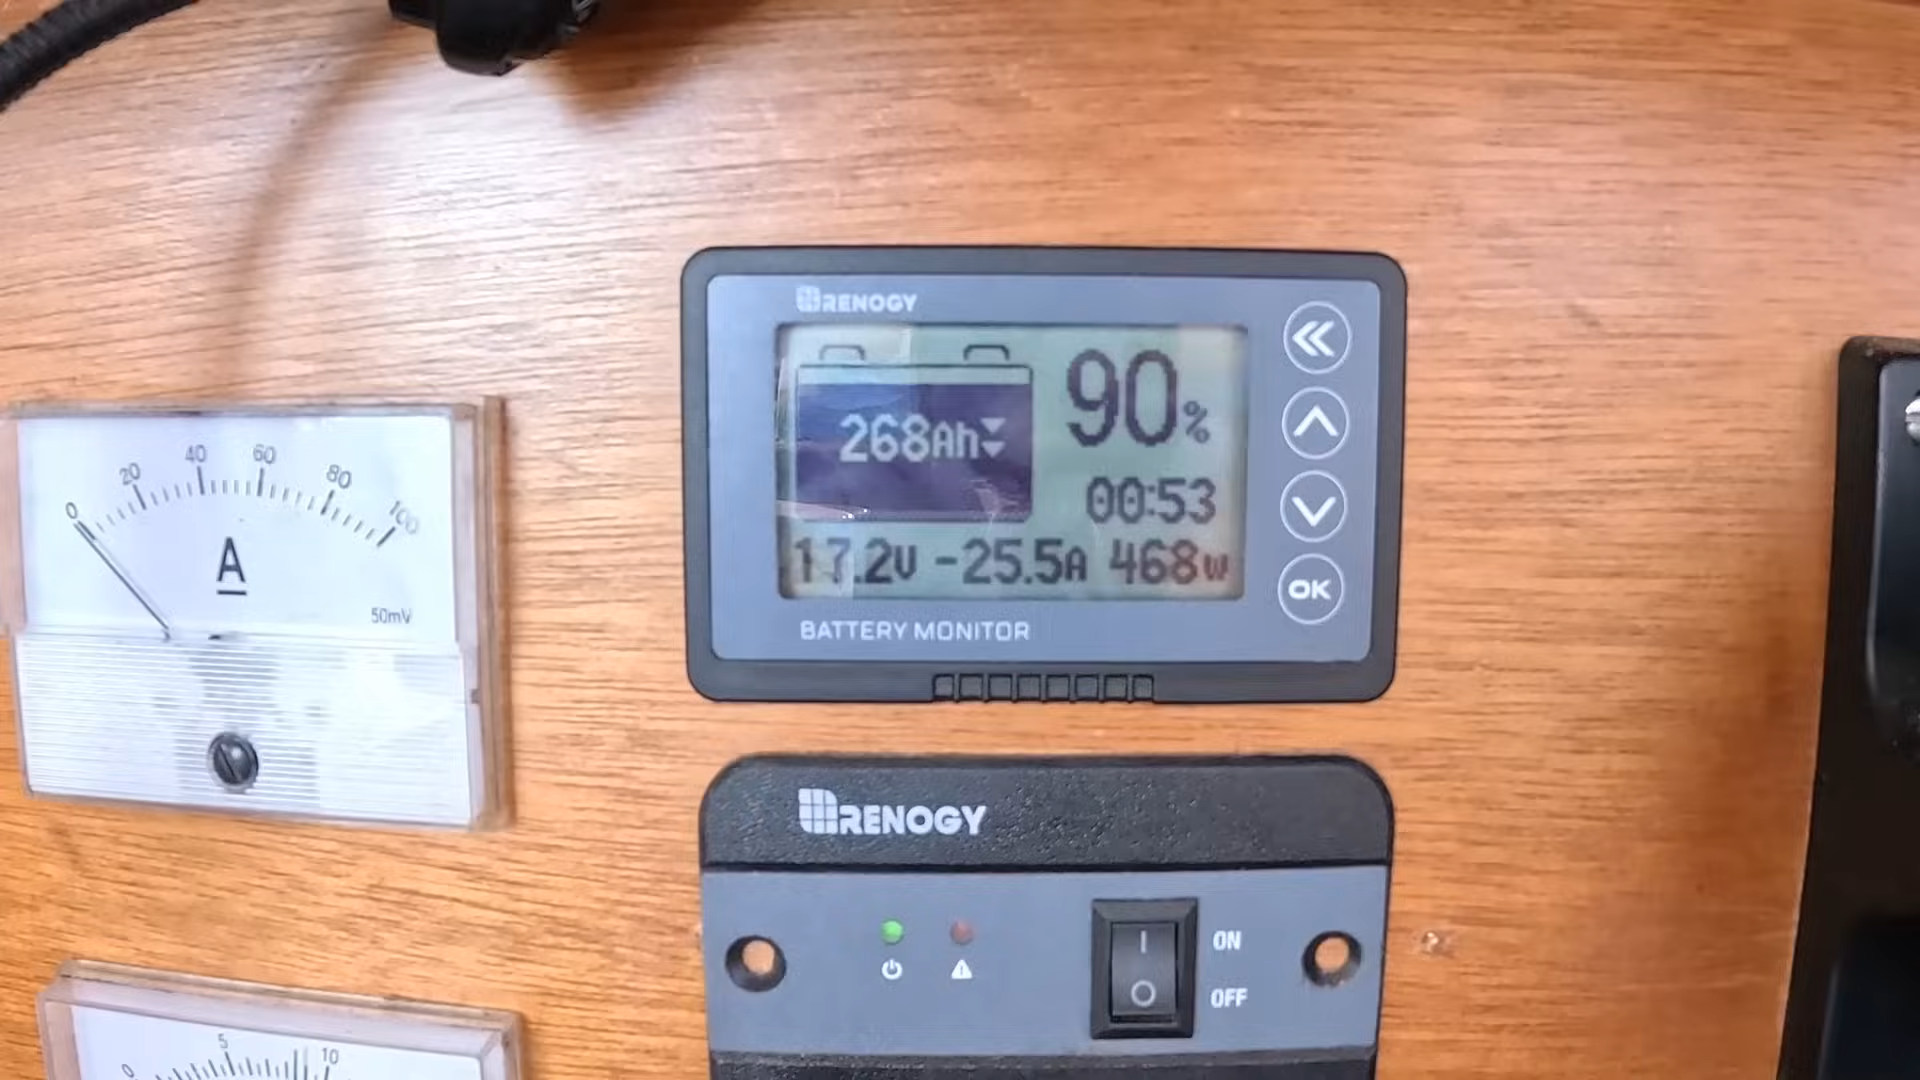 RENOGY
268Ah
90%
00:53
17.2V -25.5A 468W
OK
BATTERY MONITOR
0 20 40 60 80 100
A
50mV
RENOGY
ON
OFF
0 5 10